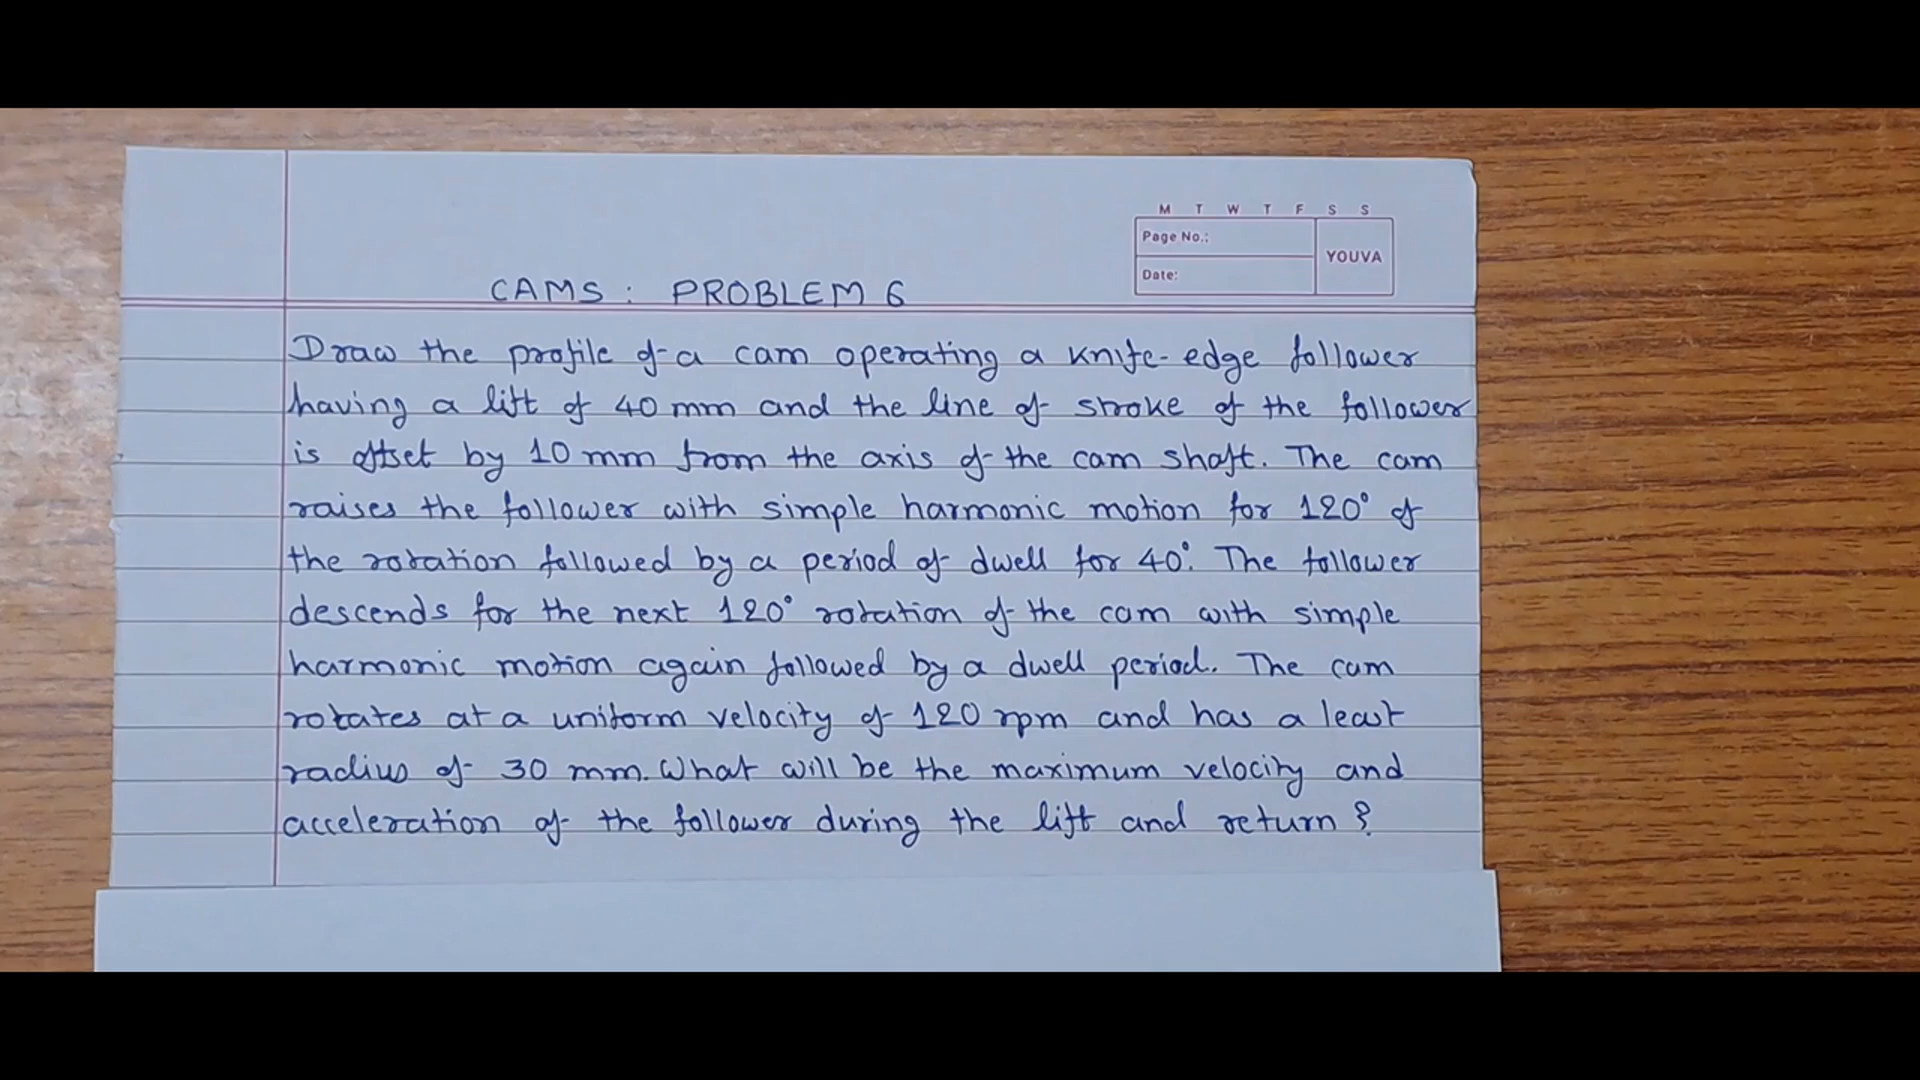 M T W T F S S
Page No.:
YOUVA
Date:
CAMS : PROBLEM 6
Draw the profile of a cam operating a knife-edge follower
having a lift of 40 mm and the line of stroke of the follower
is offset by 10 mm from the axis of the cam shaft. The cam
raises the follower with simple harmonic motion for 120° of
the rotation followed by a period of dwell for 40°. The follower
descends for the next 120° rotation of the cam with simple
harmonic motion again followed by a dwell period. The cam
rotates at a uniform velocity of 120 rpm and has a least
radius of 30 mm. What will be the maximum velocity and
acceleration of the follower during the lift and return ?